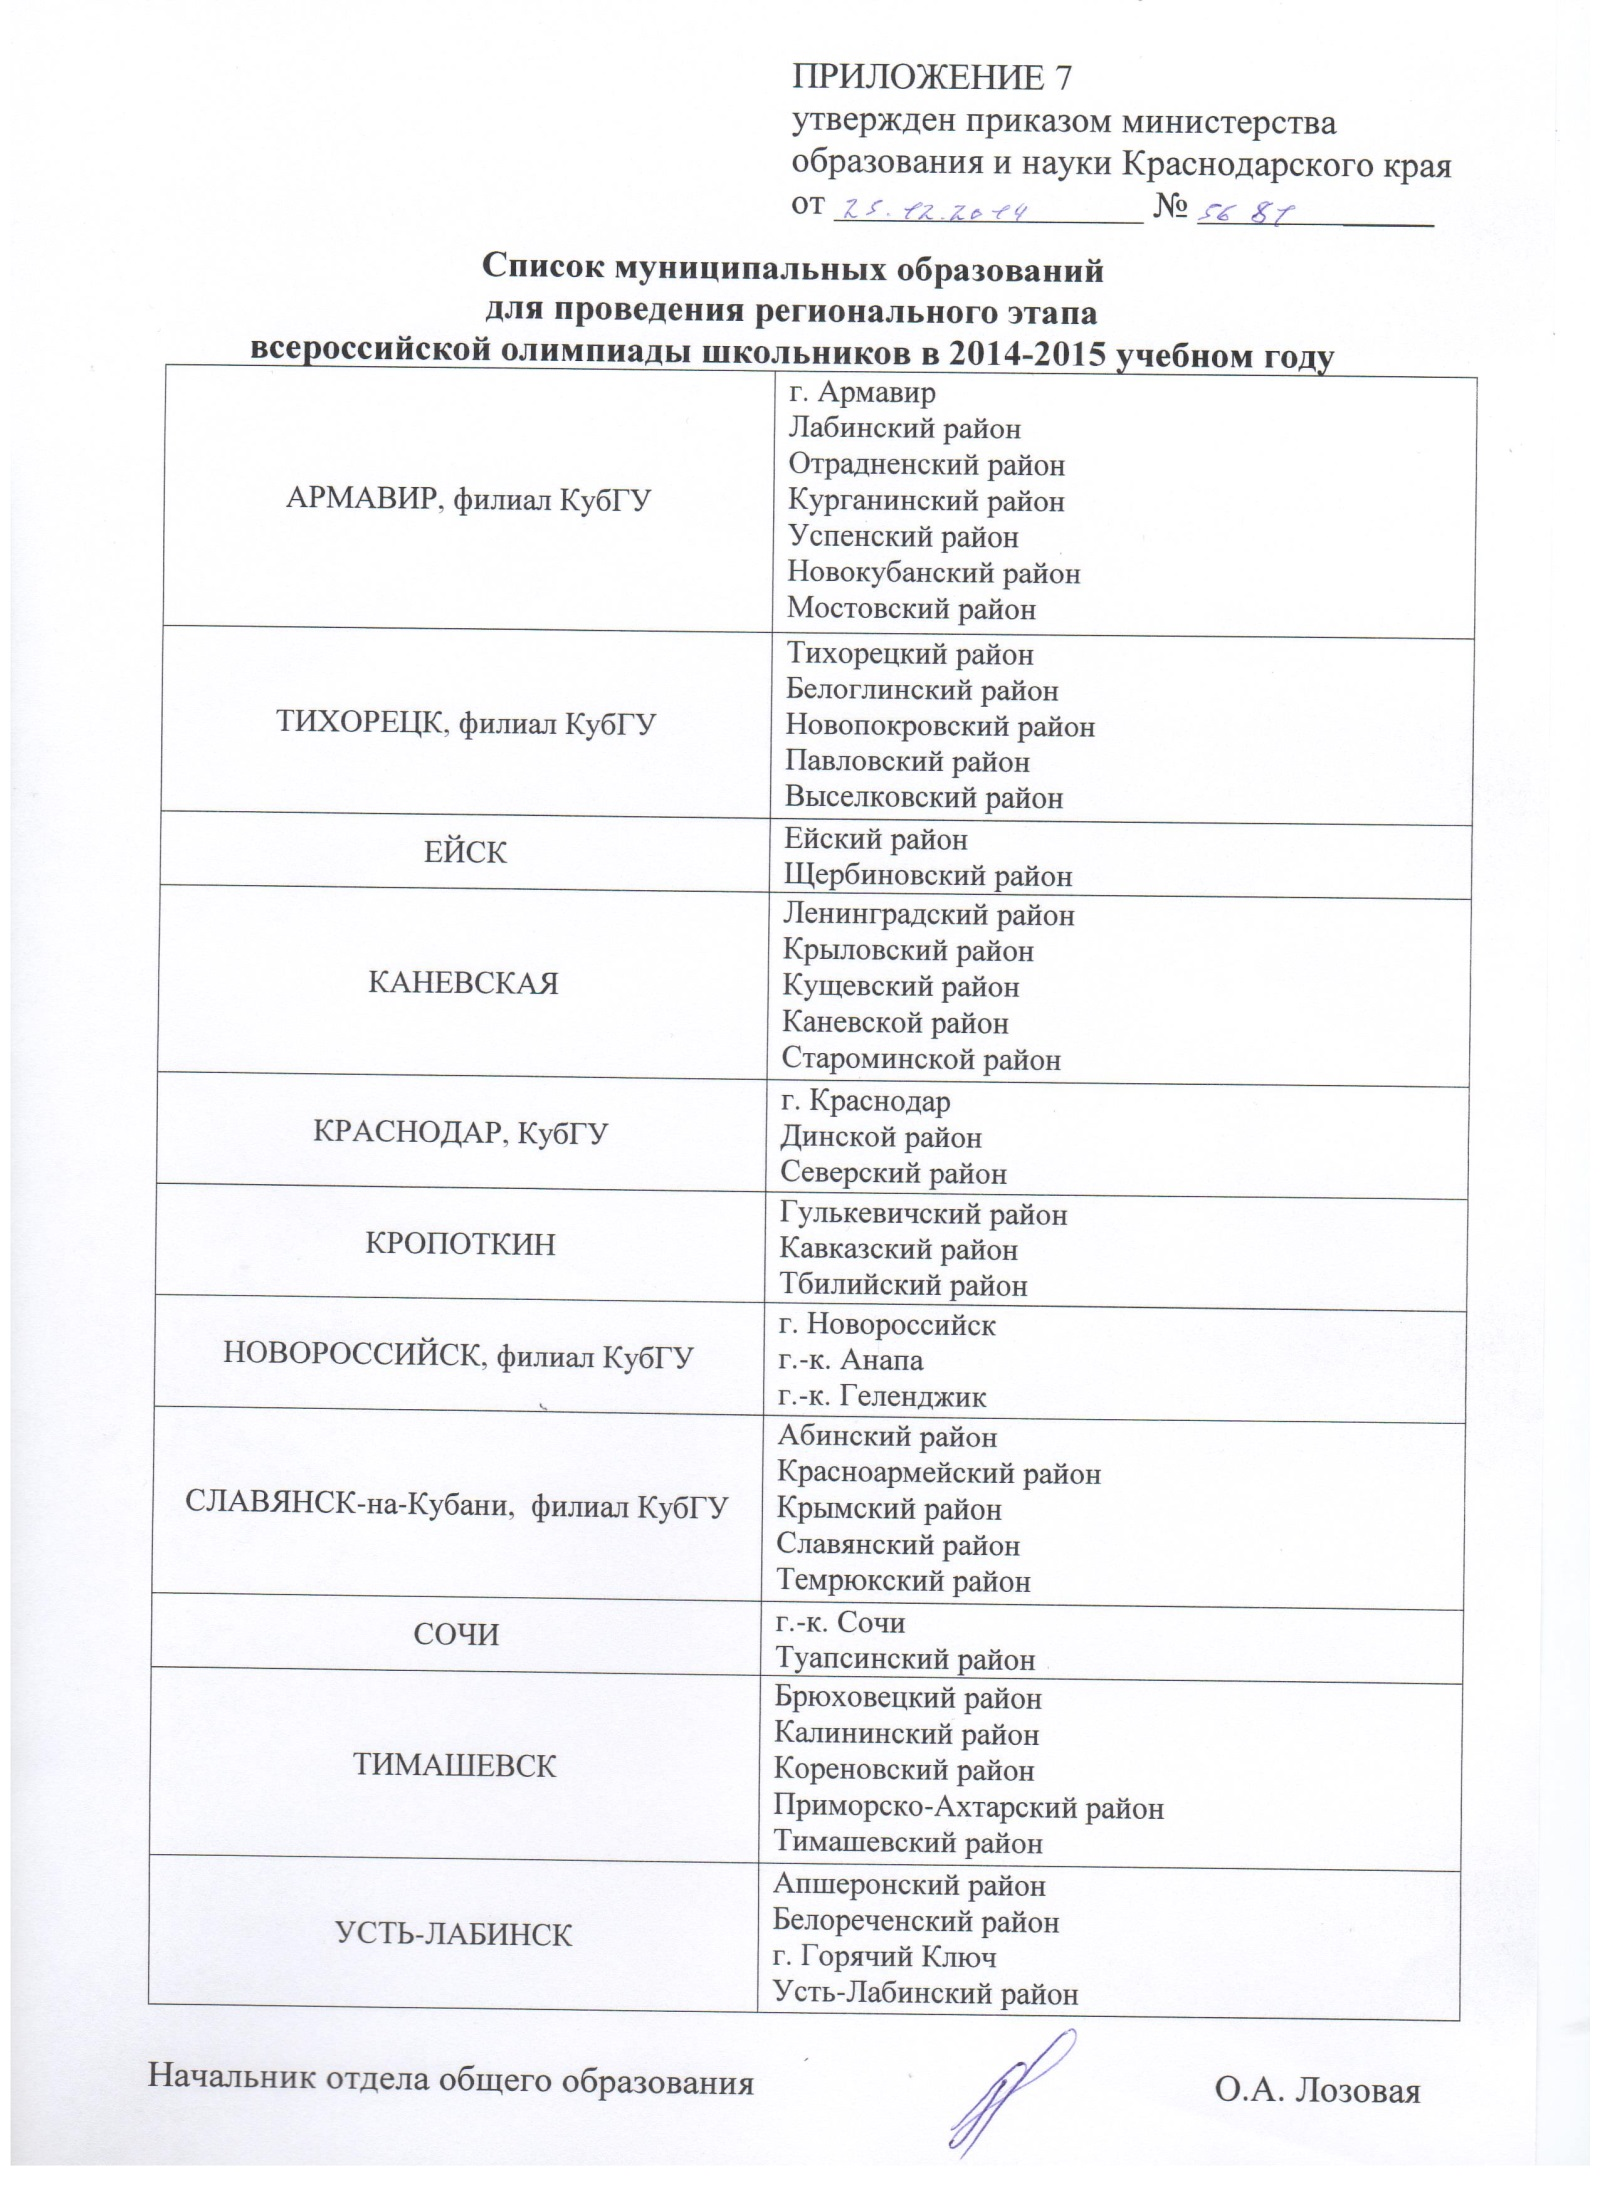 ПРИЛОЖЕНИЕ 7
утвержден приказом министерства
образования и науки Краснодарского края
от 25.12.2014 № 5681
Список муниципальных образований
для проведения регионального этапа
всероссийской олимпиады школьников в 2014-2015 учебном году
АРМАВИР, филиал КубГУ
г. Армавир
Лабинский район
Отрадненский район
Курганинский район
Успенский район
Новокубанский район
Мостовский район
ТИХОРЕЦК, филиал КубГУ
Тихорецкий район
Белоглинский район
Новопокровский район
Павловский район
Выселковский район
ЕЙСК
Ейский район
Щербиновский район
КАНЕВСКАЯ
Ленинградский район
Крыловский район
Кущевский район
Каневской район
Староминской район
КРАСНОДАР, КубГУ
г. Краснодар
Динской район
Северский район
КРОПОТКИН
Гулькевичский район
Кавказский район
Тбилийский район
НОВОРОССИЙСК, филиал КубГУ
г. Новороссийск
г.-к. Анапа
г.-к. Геленджик
СЛАВЯНСК-на-Кубани, филиал КубГУ
Абинский район
Красноармейский район
Крымский район
Славянский район
Темрюкский район
СОЧИ
г.-к. Сочи
Туапсинский район
ТИМАШЕВСК
Брюховецкий район
Калининский район
Кореновский район
Приморско-Ахтарский район
Тимашевский район
УСТЬ-ЛАБИНСК
Апшеронский район
Белореченский район
г. Горячий Ключ
Усть-Лабинский район
Начальник отдела общего образования О.А. Лозовая